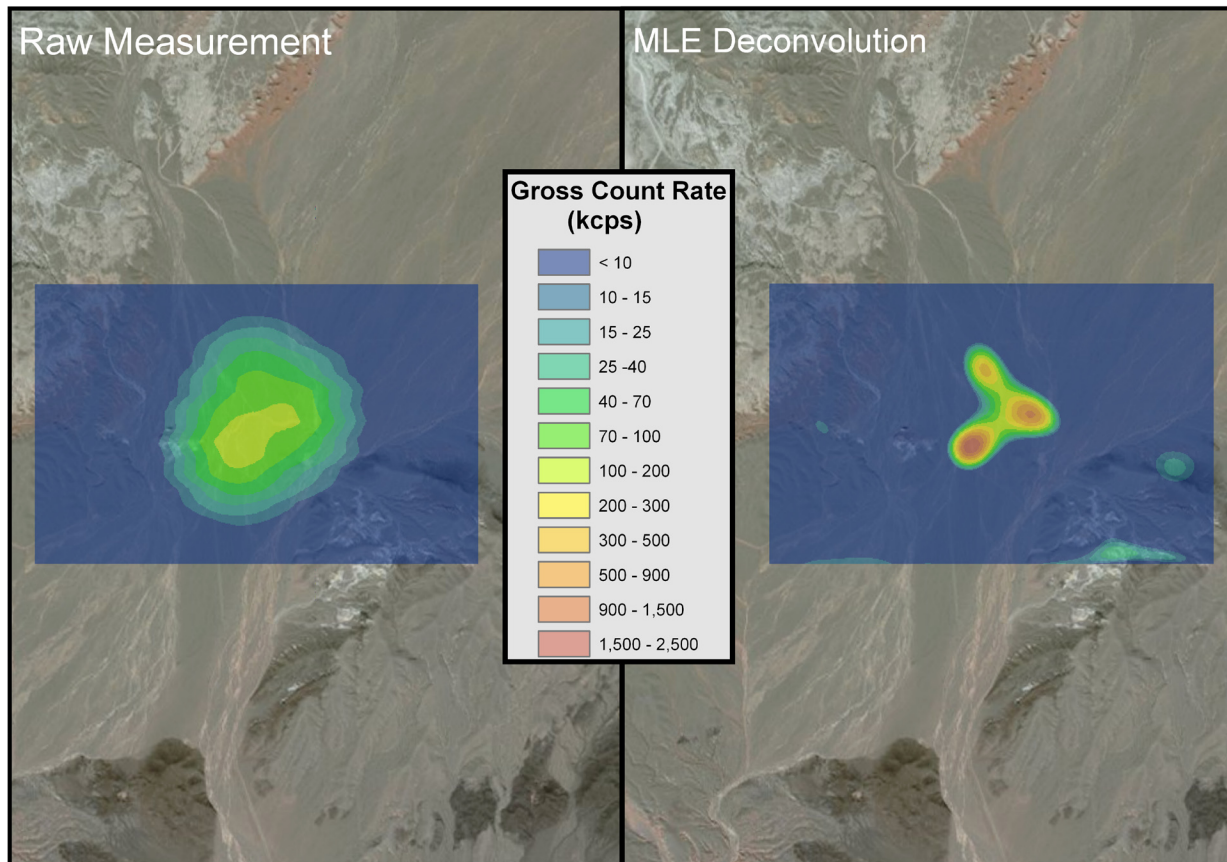 Raw Measurement
MLE Deconvolution
Gross Count Rate
(kcps)
< 10
10 - 15
15 - 25
25 -40
40 - 70
70 - 100
100 - 200
200 - 300
300 - 500
500 - 900
900 - 1,500
1,500 - 2,500